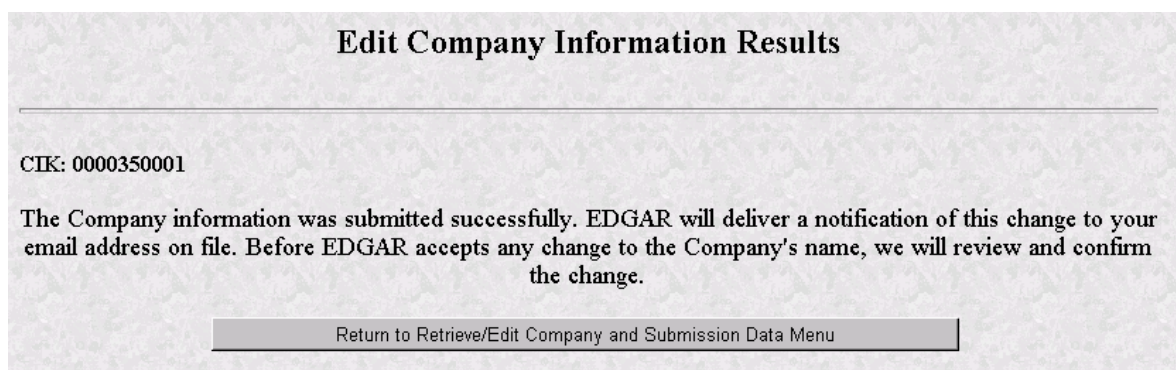 Edit Company Information Results
CIK: 0000350001
The Company information was submitted successfully. EDGAR will deliver a notification of this change to your
email address on file. Before EDGAR accepts any change to the Company's name, we will review and confirm
the change.
Return to Retrieve/Edit Company and Submission Data Menu